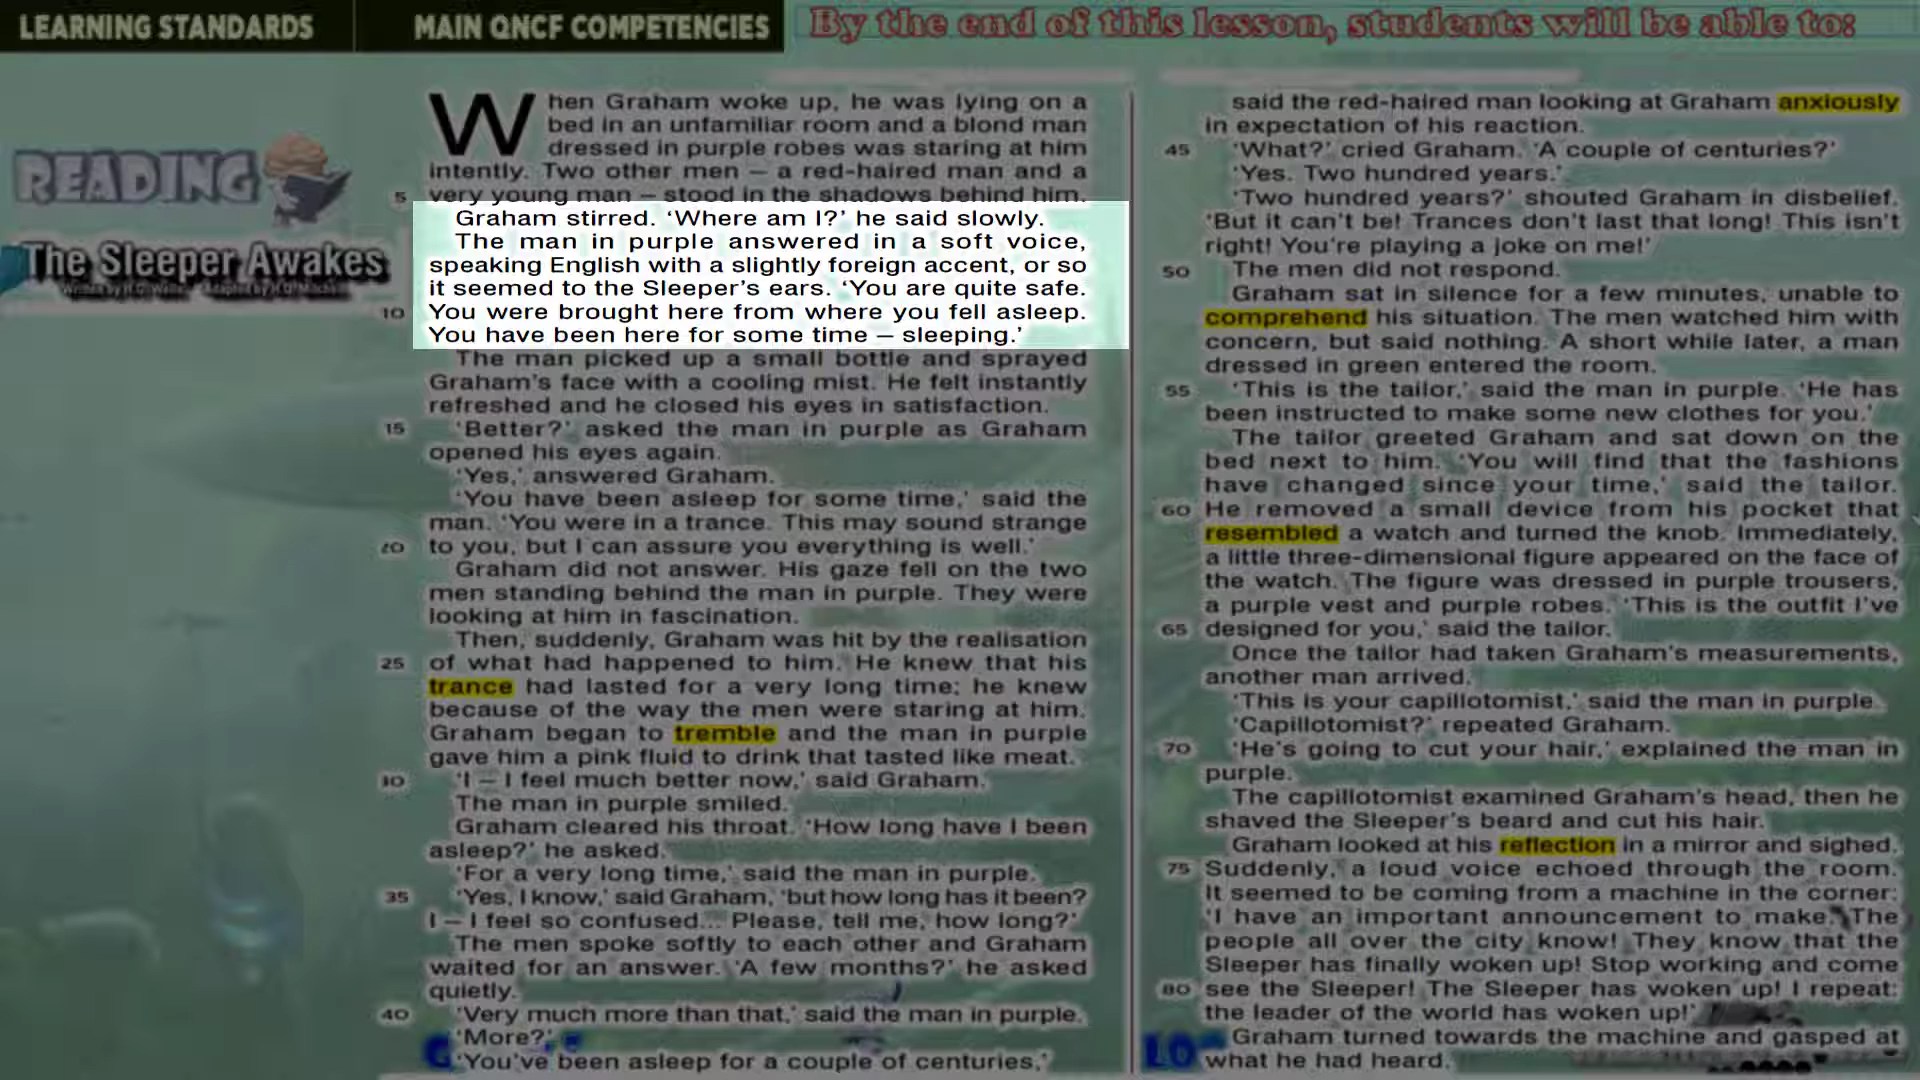 LEARNING STANDARDS
MAIN QNCF COMPETENCIES
By the end of this lesson, students will be able to:
READING
The Sleeper Awakes
When Graham woke up, he was lying on a
bed in an unfamiliar room and a blond man
dressed in purple robes was staring at him
intently. Two other men – a red-haired man and a
5 very young man – stood in the shadows behind him.
Graham stirred. ‘Where am I?’ he said slowly.
The man in purple answered in a soft voice,
speaking English with a slightly foreign accent, or so
it seemed to the Sleeper’s ears. ‘You are quite safe.
10 You were brought here from where you fell asleep.
You have been here for some time – sleeping.’
The man picked up a small bottle and sprayed
Graham’s face with a cooling mist. He felt instantly
refreshed and he closed his eyes in satisfaction.
15 ‘Better?’ asked the man in purple as Graham
opened his eyes again.
‘Yes,’ answered Graham.
‘You have been asleep for some time,’ said the
man. ‘You were in a trance. This may sound strange
20 to you, but I can assure you everything is well.’
Graham did not answer. His gaze fell on the two
men standing behind the man in purple. They were
looking at him in fascination.
Then, suddenly, Graham was hit by the realisation
25 of what had happened to him. He knew that his
trance had lasted for a very long time; he knew
because of the way the men were staring at him.
Graham began to tremble and the man in purple
gave him a pink fluid to drink that tasted like meat.
30 ‘I – I feel much better now,’ said Graham.
The man in purple smiled.
Graham cleared his throat. ‘How long have I been
asleep?’ he asked.
‘For a very long time,’ said the man in purple.
35 ‘Yes, I know,’ said Graham, ‘but how long has it been?
I – I feel so confused... Please, tell me, how long?’
The men spoke softly to each other and Graham
waited for an answer. ‘A few months?’ he asked
quietly.
40 ‘Very much more than that,’ said the man in purple.
‘More?’
‘You’ve been asleep for a couple of centuries,’
said the red-haired man looking at Graham anxiously
in expectation of his reaction.
45 ‘What?’ cried Graham. ‘A couple of centuries?’
‘Yes. Two hundred years.’
‘Two hundred years?’ shouted Graham in disbelief.
‘But it can’t be! Trances don’t last that long! This isn’t
right! You’re playing a joke on me!’
50 The men did not respond.
Graham sat in silence for a few minutes, unable to
comprehend his situation. The men watched him with
concern, but said nothing. A short while later, a man
dressed in green entered the room.
55 ‘This is the tailor,’ said the man in purple. ‘He has
been instructed to make some new clothes for you.’
The tailor greeted Graham and sat down on the
bed next to him. ‘You will find that the fashions
have changed since your time,’ said the tailor.
60 He removed a small device from his pocket that
resembled a watch and turned the knob. Immediately,
a little three-dimensional figure appeared on the face of
the watch. The figure was dressed in purple trousers,
a purple vest and purple robes. ‘This is the outfit I’ve
65 designed for you,’ said the tailor.
Once the tailor had taken Graham’s measurements,
another man arrived.
‘This is your capillotomist,’ said the man in purple.
‘Capillotomist?’ repeated Graham.
70 ‘He’s going to cut your hair,’ explained the man in
purple.
The capillotomist examined Graham’s head, then he
shaved the Sleeper’s beard and cut his hair.
Graham looked at his reflection in a mirror and sighed.
75 Suddenly, a loud voice echoed through the room.
It seemed to be coming from a machine in the corner:
‘I have an important announcement to make. The
people all over the city know! They know that the
Sleeper has finally woken up! Stop working and come
80 see the Sleeper! The Sleeper has woken up! I repeat:
the leader of the world has woken up!’
Graham turned towards the machine and gasped at
what he had heard.